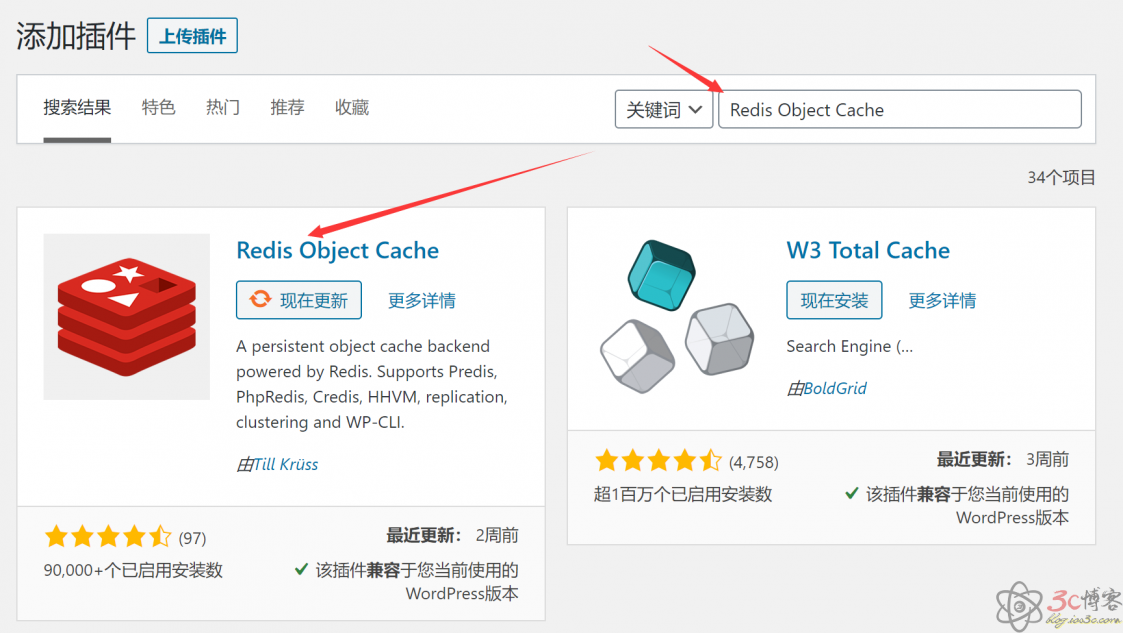 添加插件 上传插件
搜索结果 特色 热门 推荐 收藏 关键词 Redis Object Cache
34个项目
Redis Object Cache
现在更新 更多详情
A persistent object cache backend
powered by Redis. Supports Predis,
PhpRedis, Credis, HHVM, replication,
clustering and WP-CLI.
由Till Krüss
(97)
最近更新： 2周前
90,000+个已启用安装数
该插件兼容于您当前使用的
WordPress版本
W3 Total Cache
现在安装 更多详情
Search Engine (...
由BoldGrid
(4,758)
最近更新： 3周前
超1百万个已启用安装数
该插件兼容于您当前使用的
WordPress版本
3c博客
blog.ios3c.com